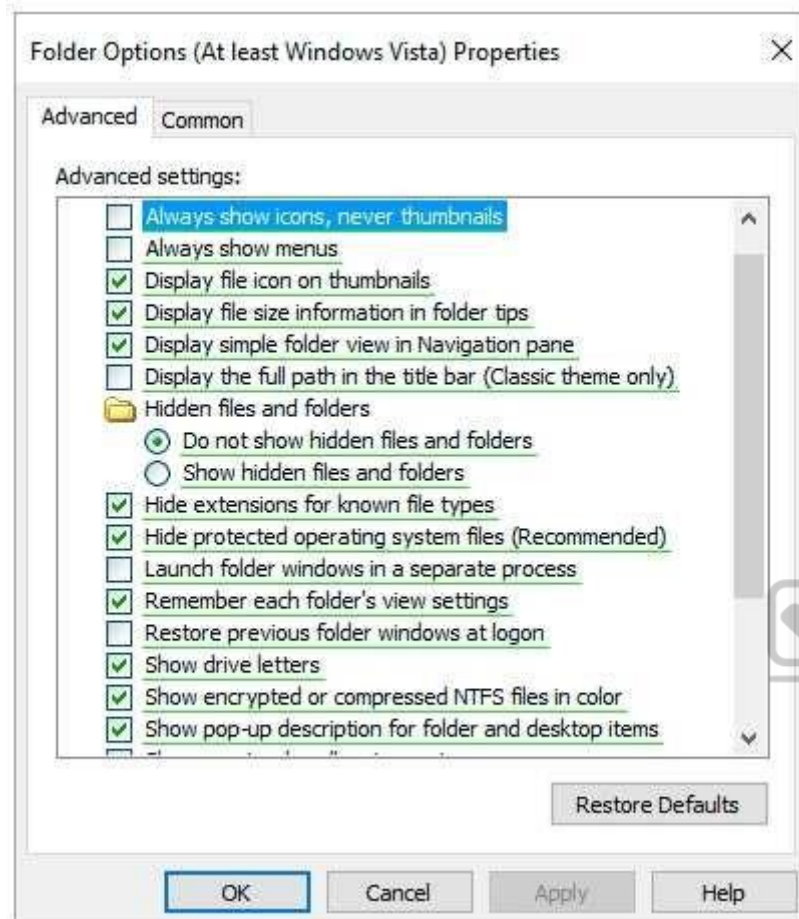 Folder Options (At least Windows Vista) Properties
Advanced
Common
Advanced settings:
Always show icons, never thumbnails
Always show menus
Display file icon on thumbnails
Display file size information in folder tips
Display simple folder view in Navigation pane
Display the full path in the title bar (Classic theme only)
Hidden files and folders
Do not show hidden files and folders
Show hidden files and folders
Hide extensions for known file types
Hide protected operating system files (Recommended)
Launch folder windows in a separate process
Remember each folder's view settings
Restore previous folder windows at logon
Show drive letters
Show encrypted or compressed NTFS files in color
Show pop-up description for folder and desktop items
Restore Defaults
OK
Cancel
Apply
Help